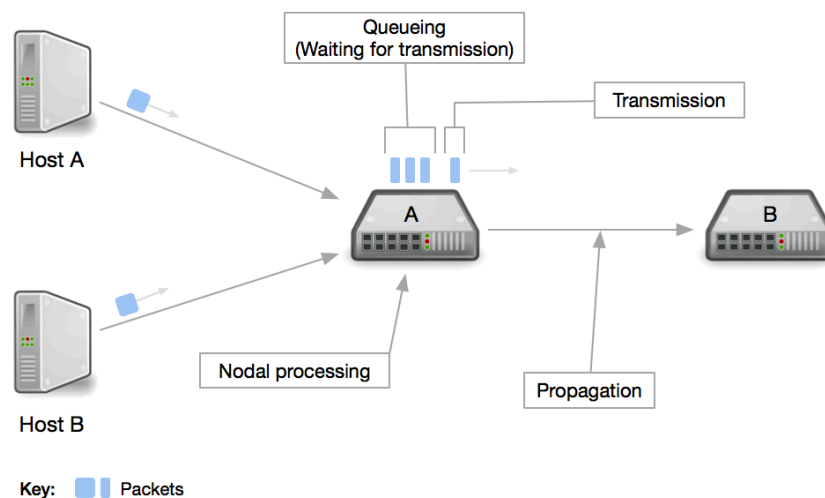 Queueing
(Waiting for transmission)
Transmission
Host A
A
B
Nodal processing
Propagation
Host B
Key: Packets